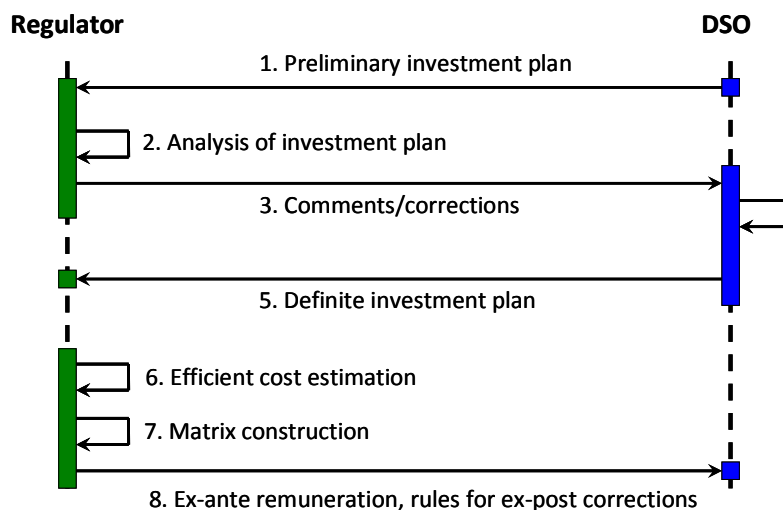 Regulator
DSO
1. Preliminary investment plan
2. Analysis of investment plan
3. Comments/corrections
5. Definite investment plan
6. Efficient cost estimation
7. Matrix construction
8. Ex-ante remuneration, rules for ex-post corrections